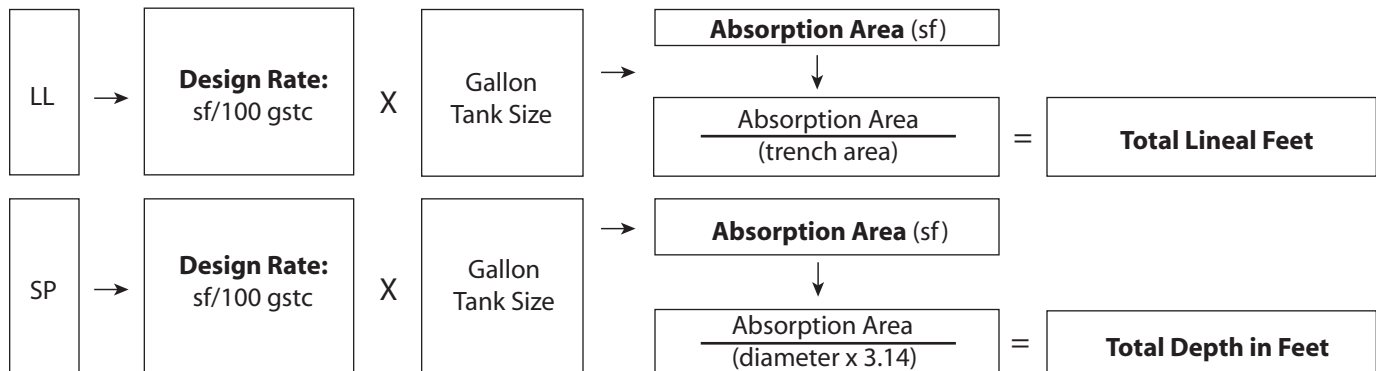 LL
Design Rate:
sf/100 gstc
X
Gallon
Tank Size
Absorption Area (sf)
Absorption Area
(trench area)
=
Total Lineal Feet
SP
Design Rate:
sf/100 gstc
X
Gallon
Tank Size
Absorption Area (sf)
Absorption Area
(diameter x 3.14)
=
Total Depth in Feet